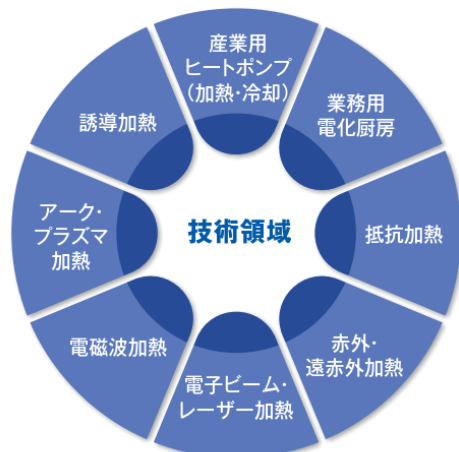 産業用
ヒートポンプ
（加熱・冷却）
業務用
電化厨房
抵抗加熱
赤外・
遠赤外加熱
電子ビーム・
レーザー加熱
電磁波加熱
アーク・
プラズマ
加熱
誘導加熱
技術領域